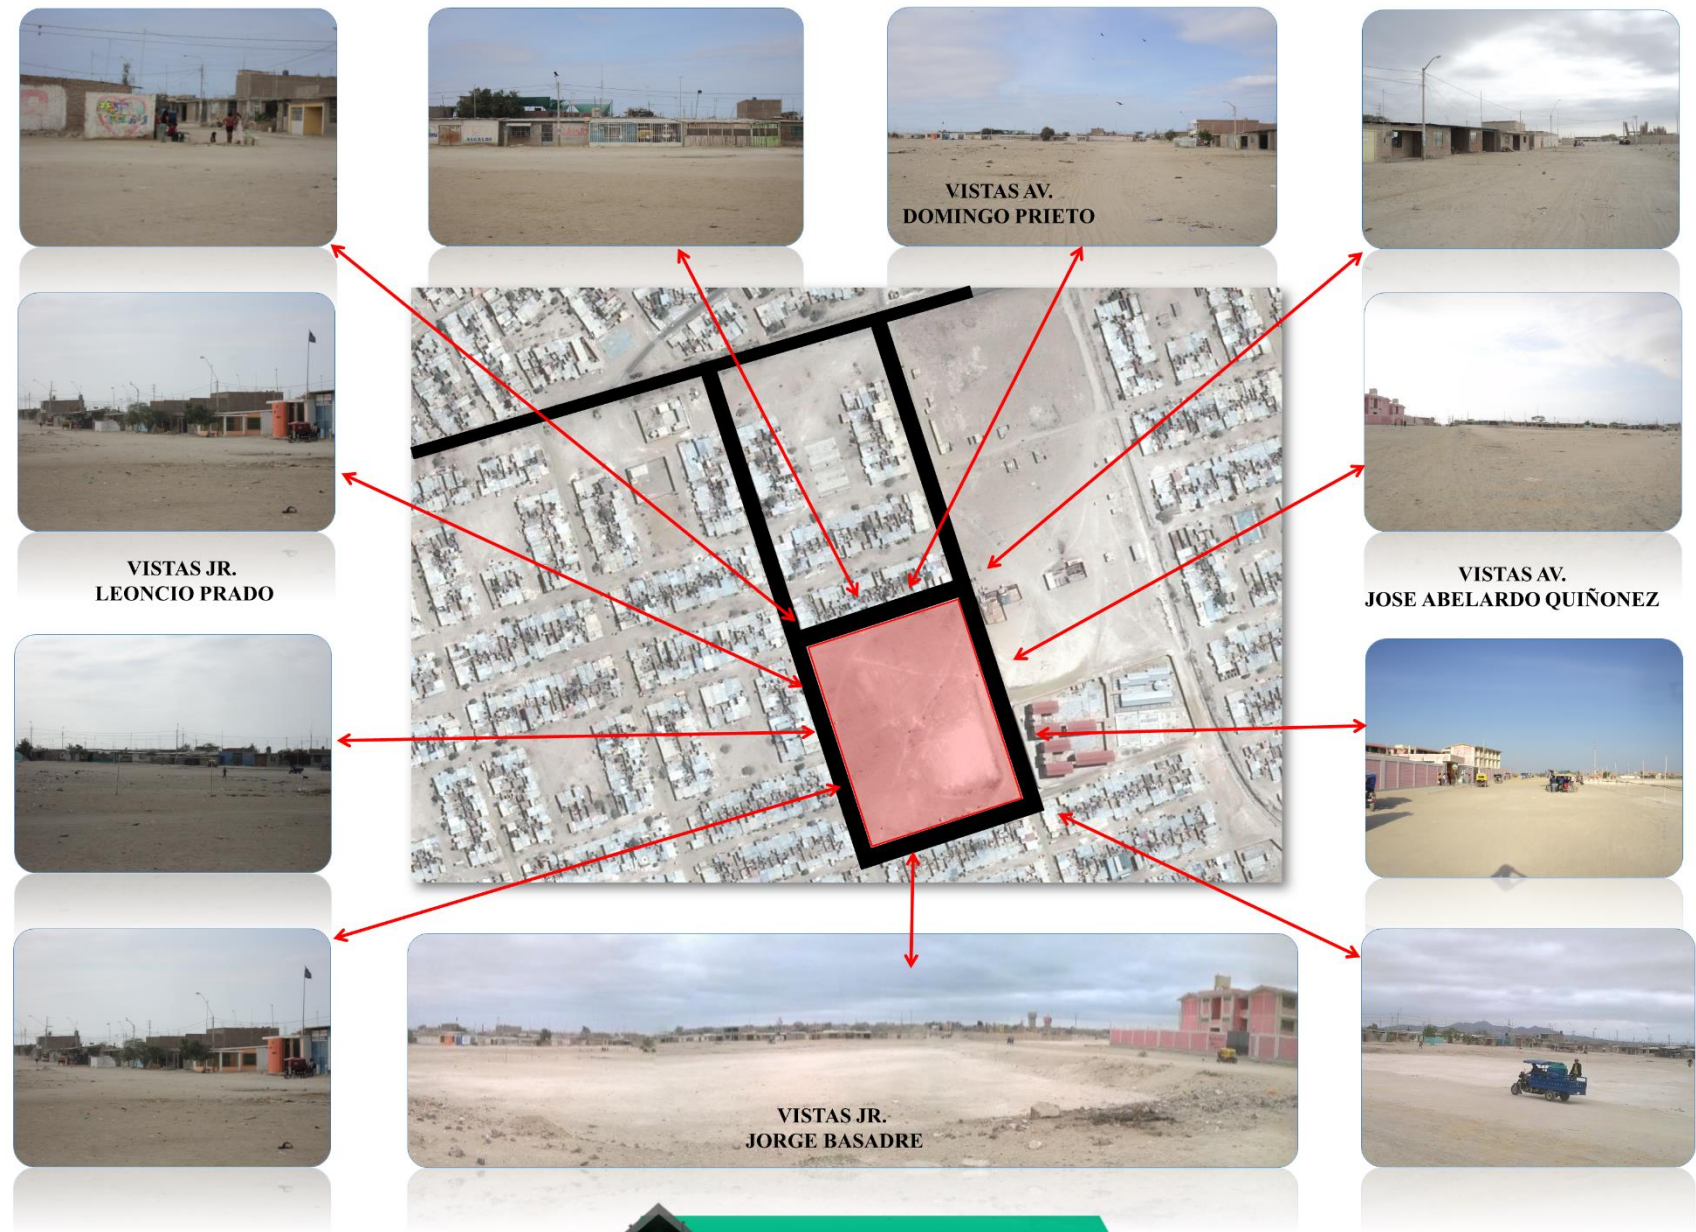 VISTAS AV.
DOMINGO PRIETO
VISTAS JR.
LEONCIO PRADO
VISTAS AV.
JOSE ABELARDO QUIÑONEZ
VISTAS JR.
JORGE BASADRE